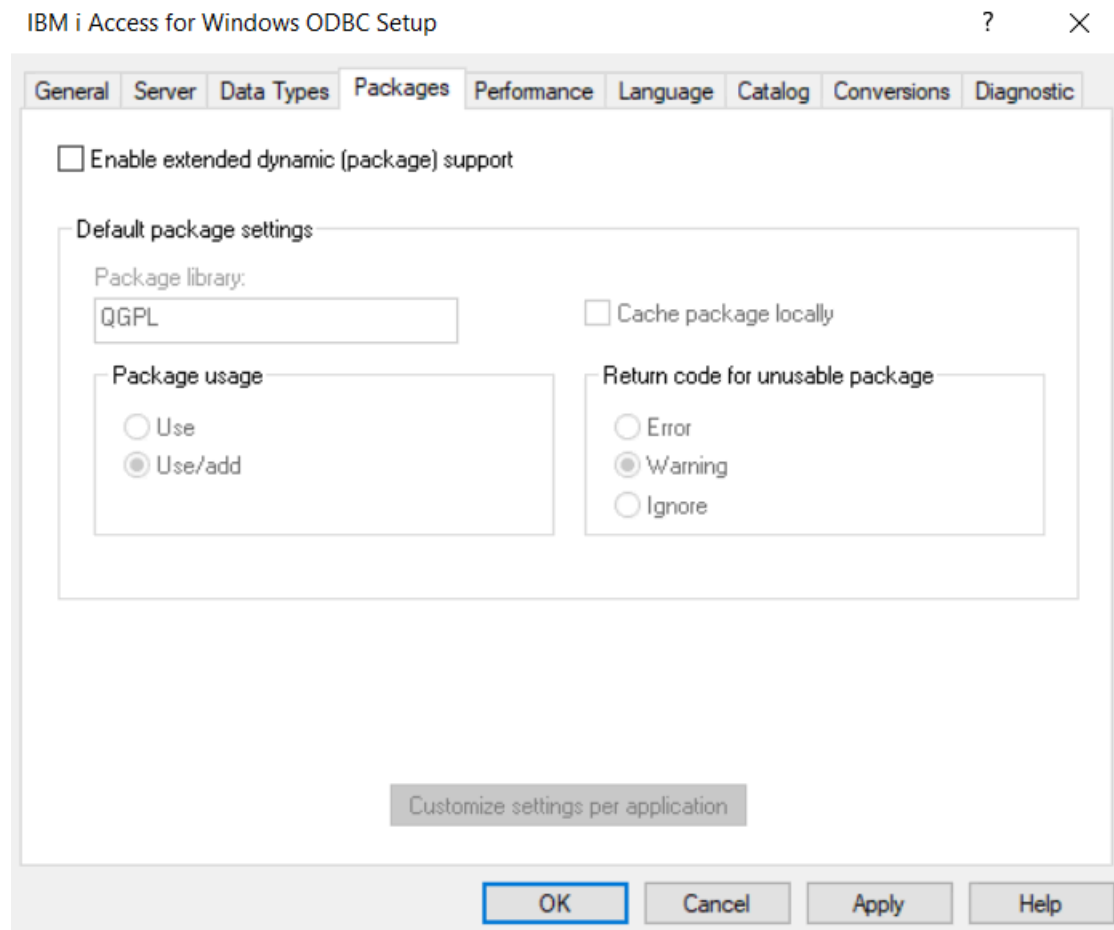 IBM i Access for Windows ODBC Setup
?
General Server Data Types Packages Performance Language Catalog Conversions Diagnostic
Enable extended dynamic (package) support
Default package settings
Package library:
QGPL
Cache package locally
Package usage
Use
Use/add
Return code for unusable package
Error
Warning
Ignore
Customize settings per application
OK Cancel Apply Help